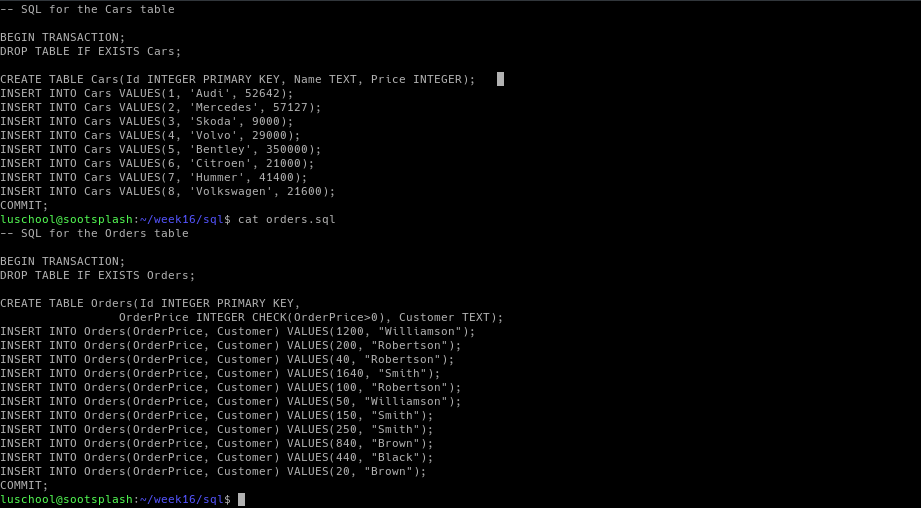 -- SQL for the Cars table
BEGIN TRANSACTION;
DROP TABLE IF EXISTS Cars;
CREATE TABLE Cars(Id INTEGER PRIMARY KEY, Name TEXT, Price INTEGER);
INSERT INTO Cars VALUES(1, 'Audi', 52642);
INSERT INTO Cars VALUES(2, 'Mercedes', 57127);
INSERT INTO Cars VALUES(3, 'Skoda', 9000);
INSERT INTO Cars VALUES(4, 'Volvo', 29000);
INSERT INTO Cars VALUES(5, 'Bentley', 350000);
INSERT INTO Cars VALUES(6, 'Citroen', 21000);
INSERT INTO Cars VALUES(7, 'Hummer', 41400);
INSERT INTO Cars VALUES(8, 'Volkswagen', 21600);
COMMIT;
luschool@sootsplash:~/week16/sql$ cat orders.sql
-- SQL for the Orders table
BEGIN TRANSACTION;
DROP TABLE IF EXISTS Orders;
CREATE TABLE Orders(Id INTEGER PRIMARY KEY,
OrderPrice INTEGER CHECK(OrderPrice>0), Customer TEXT);
INSERT INTO Orders(OrderPrice, Customer) VALUES(1200, "Williamson");
INSERT INTO Orders(OrderPrice, Customer) VALUES(200, "Robertson");
INSERT INTO Orders(OrderPrice, Customer) VALUES(40, "Robertson");
INSERT INTO Orders(OrderPrice, Customer) VALUES(1640, "Smith");
INSERT INTO Orders(OrderPrice, Customer) VALUES(100, "Robertson");
INSERT INTO Orders(OrderPrice, Customer) VALUES(50, "Williamson");
INSERT INTO Orders(OrderPrice, Customer) VALUES(150, "Smith");
INSERT INTO Orders(OrderPrice, Customer) VALUES(250, "Smith");
INSERT INTO Orders(OrderPrice, Customer) VALUES(840, "Brown");
INSERT INTO Orders(OrderPrice, Customer) VALUES(440, "Black");
INSERT INTO Orders(OrderPrice, Customer) VALUES(20, "Brown");
COMMIT;
luschool@sootsplash:~/week16/sql$